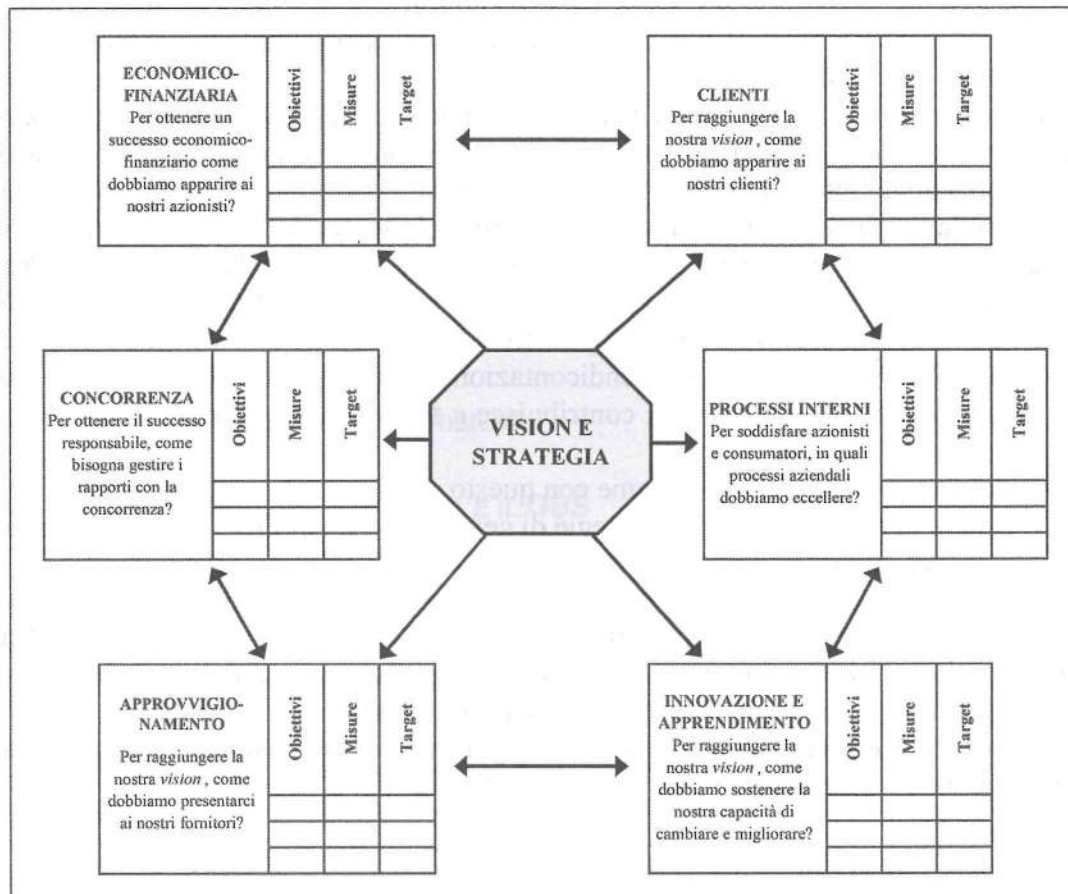 ECONOMICO-
FINANZIARIA
Per ottenere un
successo economico-
finanziario come
dobbiamo apparire ai
nostri azionisti?
Obiettivi
Misure
Target
CLIENTI
Per raggiungere la
nostra vision , come
dobbiamo apparire ai
nostri clienti?
Obiettivi
Misure
Target
CONCORRENZA
Per ottenere il successo
responsabile, come
bisogna gestire i
rapporti con la
concorrenza?
Obiettivi
Misure
Target
VISION E
STRATEGIA
PROCESSI INTERNI
Per soddisfare azionisti
e consumatori, in quali
processi aziendali
dobbiamo eccellere?
Obiettivi
Misure
Target
APPROVVIGIO-
NAMENTO
Per raggiungere la
nostra vision , come
dobbiamo presentarci
ai nostri fornitori?
Obiettivi
Misure
Target
INNOVAZIONE E
APPRENDIMENTO
Per raggiungere la
nostra vision , come
dobbiamo sostenere la
nostra capacità di
cambiare e migliorare?
Obiettivi
Misure
Target